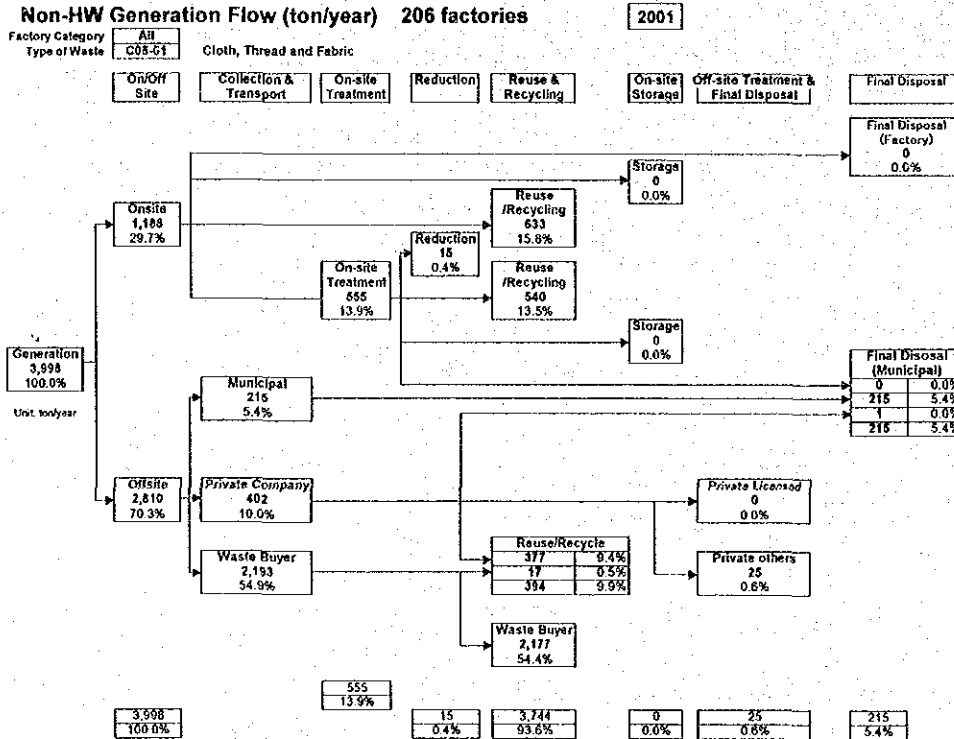 Non-HW Generation Flow (ton/year) 206 factories 2001
Factory Category All
Type of Waste C08-G1 Cloth, Thread and Fabric
On/Off Site
Collection & Transport
On-site Treatment
Reduction
Reuse & Recycling
On-site Storage
Off-site Treatment & Final Disposal
Final Disposal
Final Disposal
(Factory)
0
0.0%
Storage
0
0.0%
Onsite
1,188
29.7%
Reuse
/Recycling
633
15.8%
Reduction
15
0.4%
On-site
Treatment
555
13.9%
Reuse
/Recycling
540
13.5%
Storage
0
0.0%
Generation
3,998
100.0%
Unit. ton/year
Final Disosal
(Municipal)
0 0.0%
215 5.4%
1 0.0%
215 5.4%
Municipal
215
5.4%
Offsite
2,810
70.3%
Private Company
402
10.0%
Private Licensed
0
0.0%
Waste Buyer
2,193
54.9%
Reuse/Recycle
377 9.4%
17 0.5%
394 9.9%
Private others
25
0.6%
Waste Buyer
2,177
54.4%
555
13.9%
3,998
100.0%
15
0.4%
3,744
93.6%
0
0.0%
25
0.6%
215
5.4%